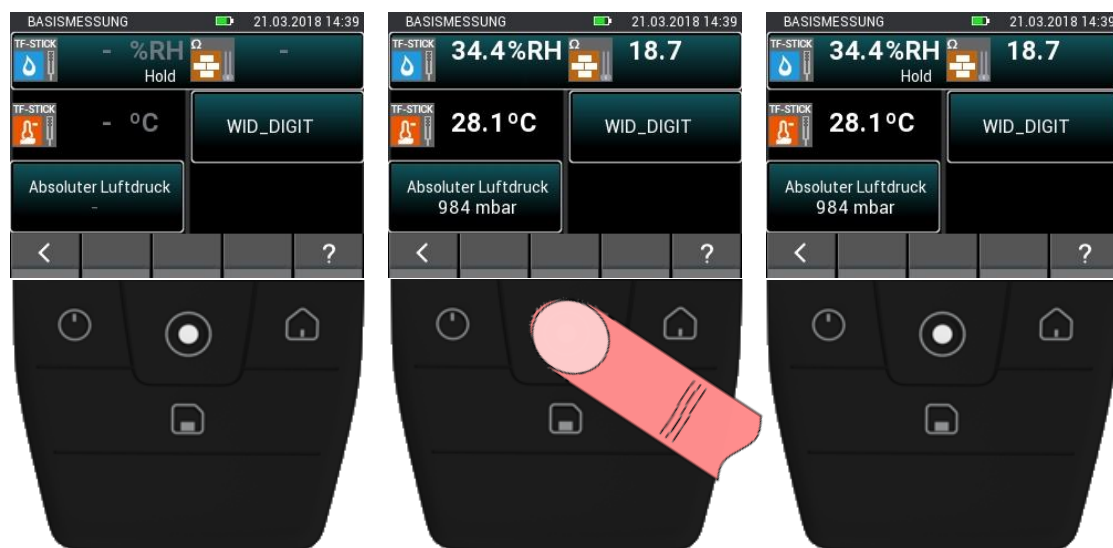 BASISMESSUNG 21.03.2018 14:39
TF-STICK - %RH Ω -
Hold
TF-STICK - °C WID_DIGIT
Absoluter Luftdruck
-
< ?
BASISMESSUNG 21.03.2018 14:39
TF-STICK 34.4%RH Ω 18.7
TF-STICK 28.1°C WID_DIGIT
Absoluter Luftdruck
984 mbar
< ?
BASISMESSUNG 21.03.2018 14:39
TF-STICK 34.4%RH Ω 18.7
Hold
TF-STICK 28.1°C WID_DIGIT
Absoluter Luftdruck
984 mbar
< ?